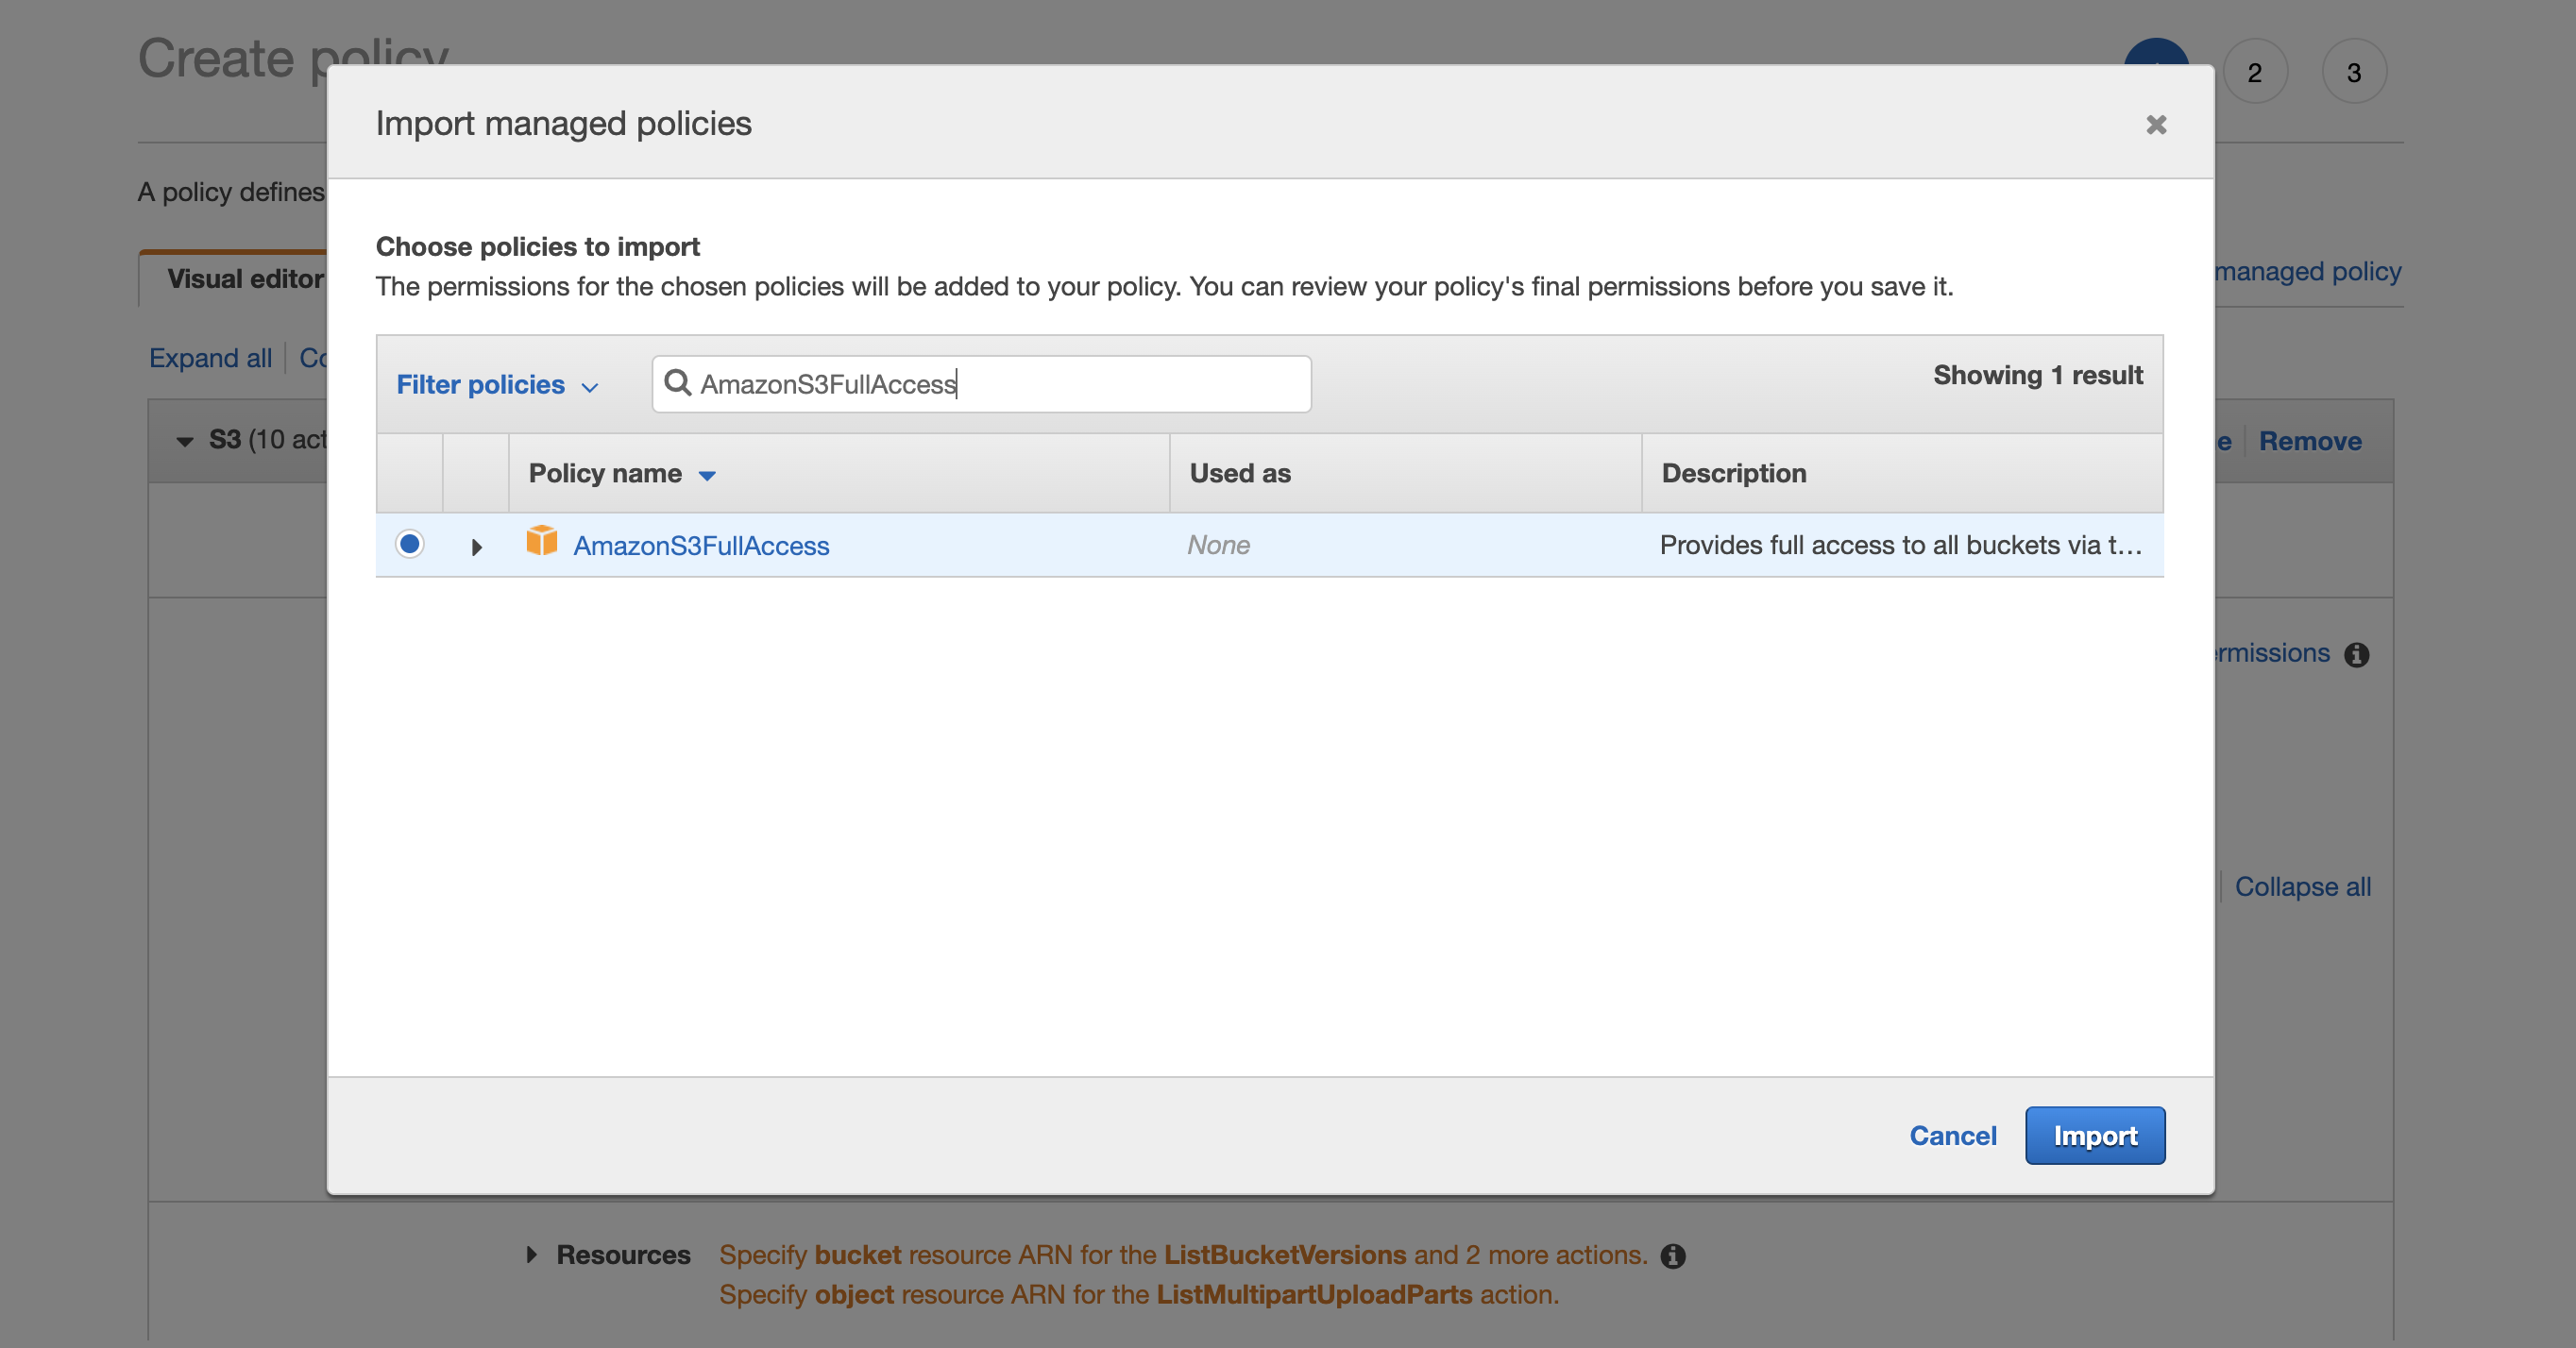 Create policy
2
3
Import managed policies
A policy defines
Choose policies to import
Visual editor
managed policy
The permissions for the chosen policies will be added to your policy. You can review your policy's final permissions before you save it.
Expand all
Filter policies
AmazonS3FullAccess
Showing 1 result
S3 (10 act
e
Remove
Policy name
Used as
Description
AmazonS3FullAccess
None
Provides full access to all buckets via t...
ermissions
Collapse all
Cancel
Import
Resources
Specify bucket resource ARN for the ListBucketVersions and 2 more actions.
Specify object resource ARN for the ListMultipartUploadParts action.